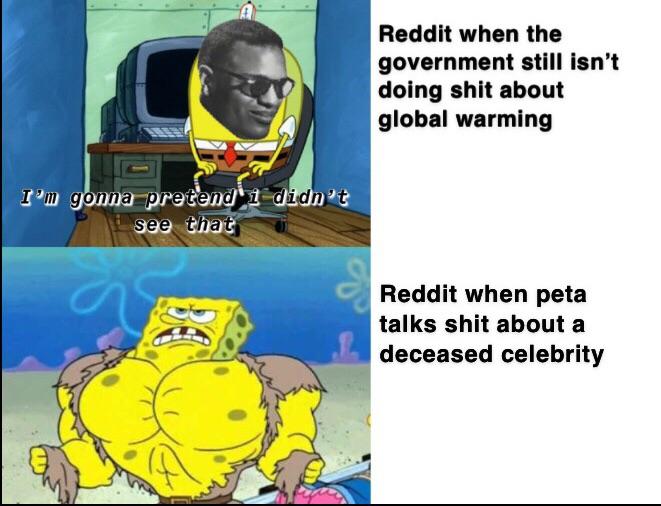 Reddit when the
government still isn't
doing shit about
global warming
I'm gonna pretend i didn't
see that
Reddit when peta
talks shit about a
deceased celebrity